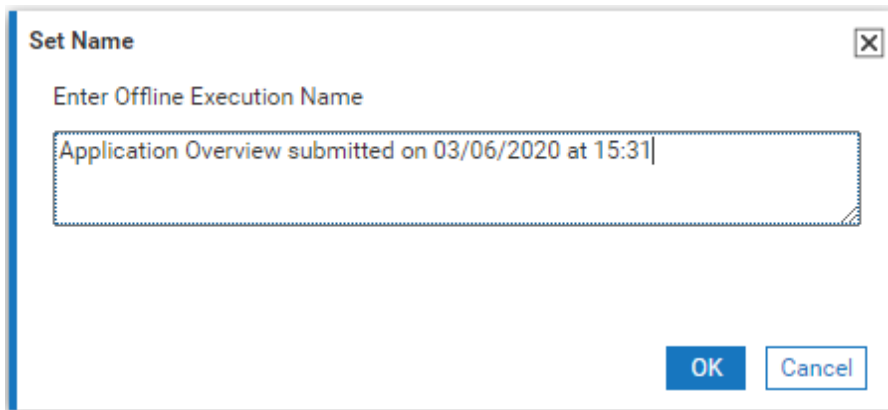 Set Name
Enter Offline Execution Name
Application Overview submitted on 03/06/2020 at 15:31
OK
Cancel